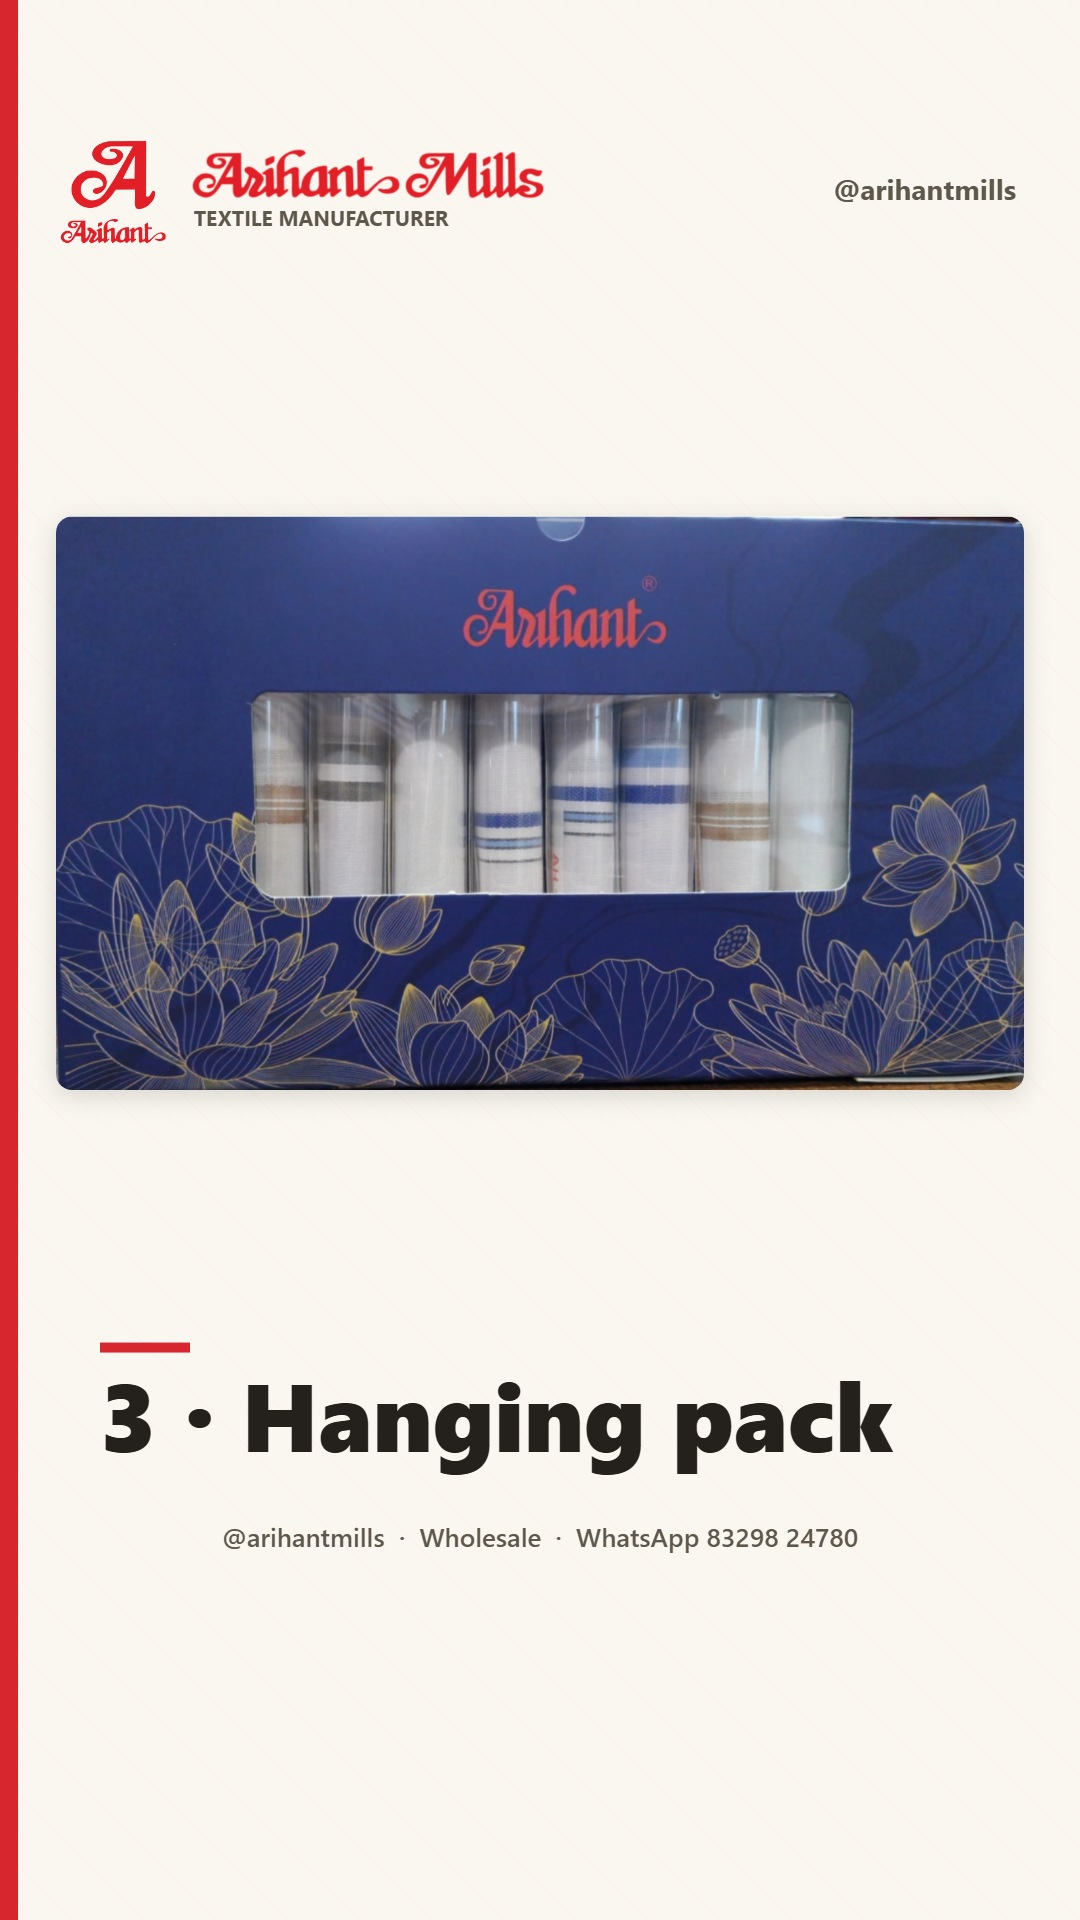 A
Arihant
Arihant Mills
TEXTILE MANUFACTURER
@arihantmills
Arihant®
3 · Hanging pack
@arihantmills · Wholesale · WhatsApp 83298 24780